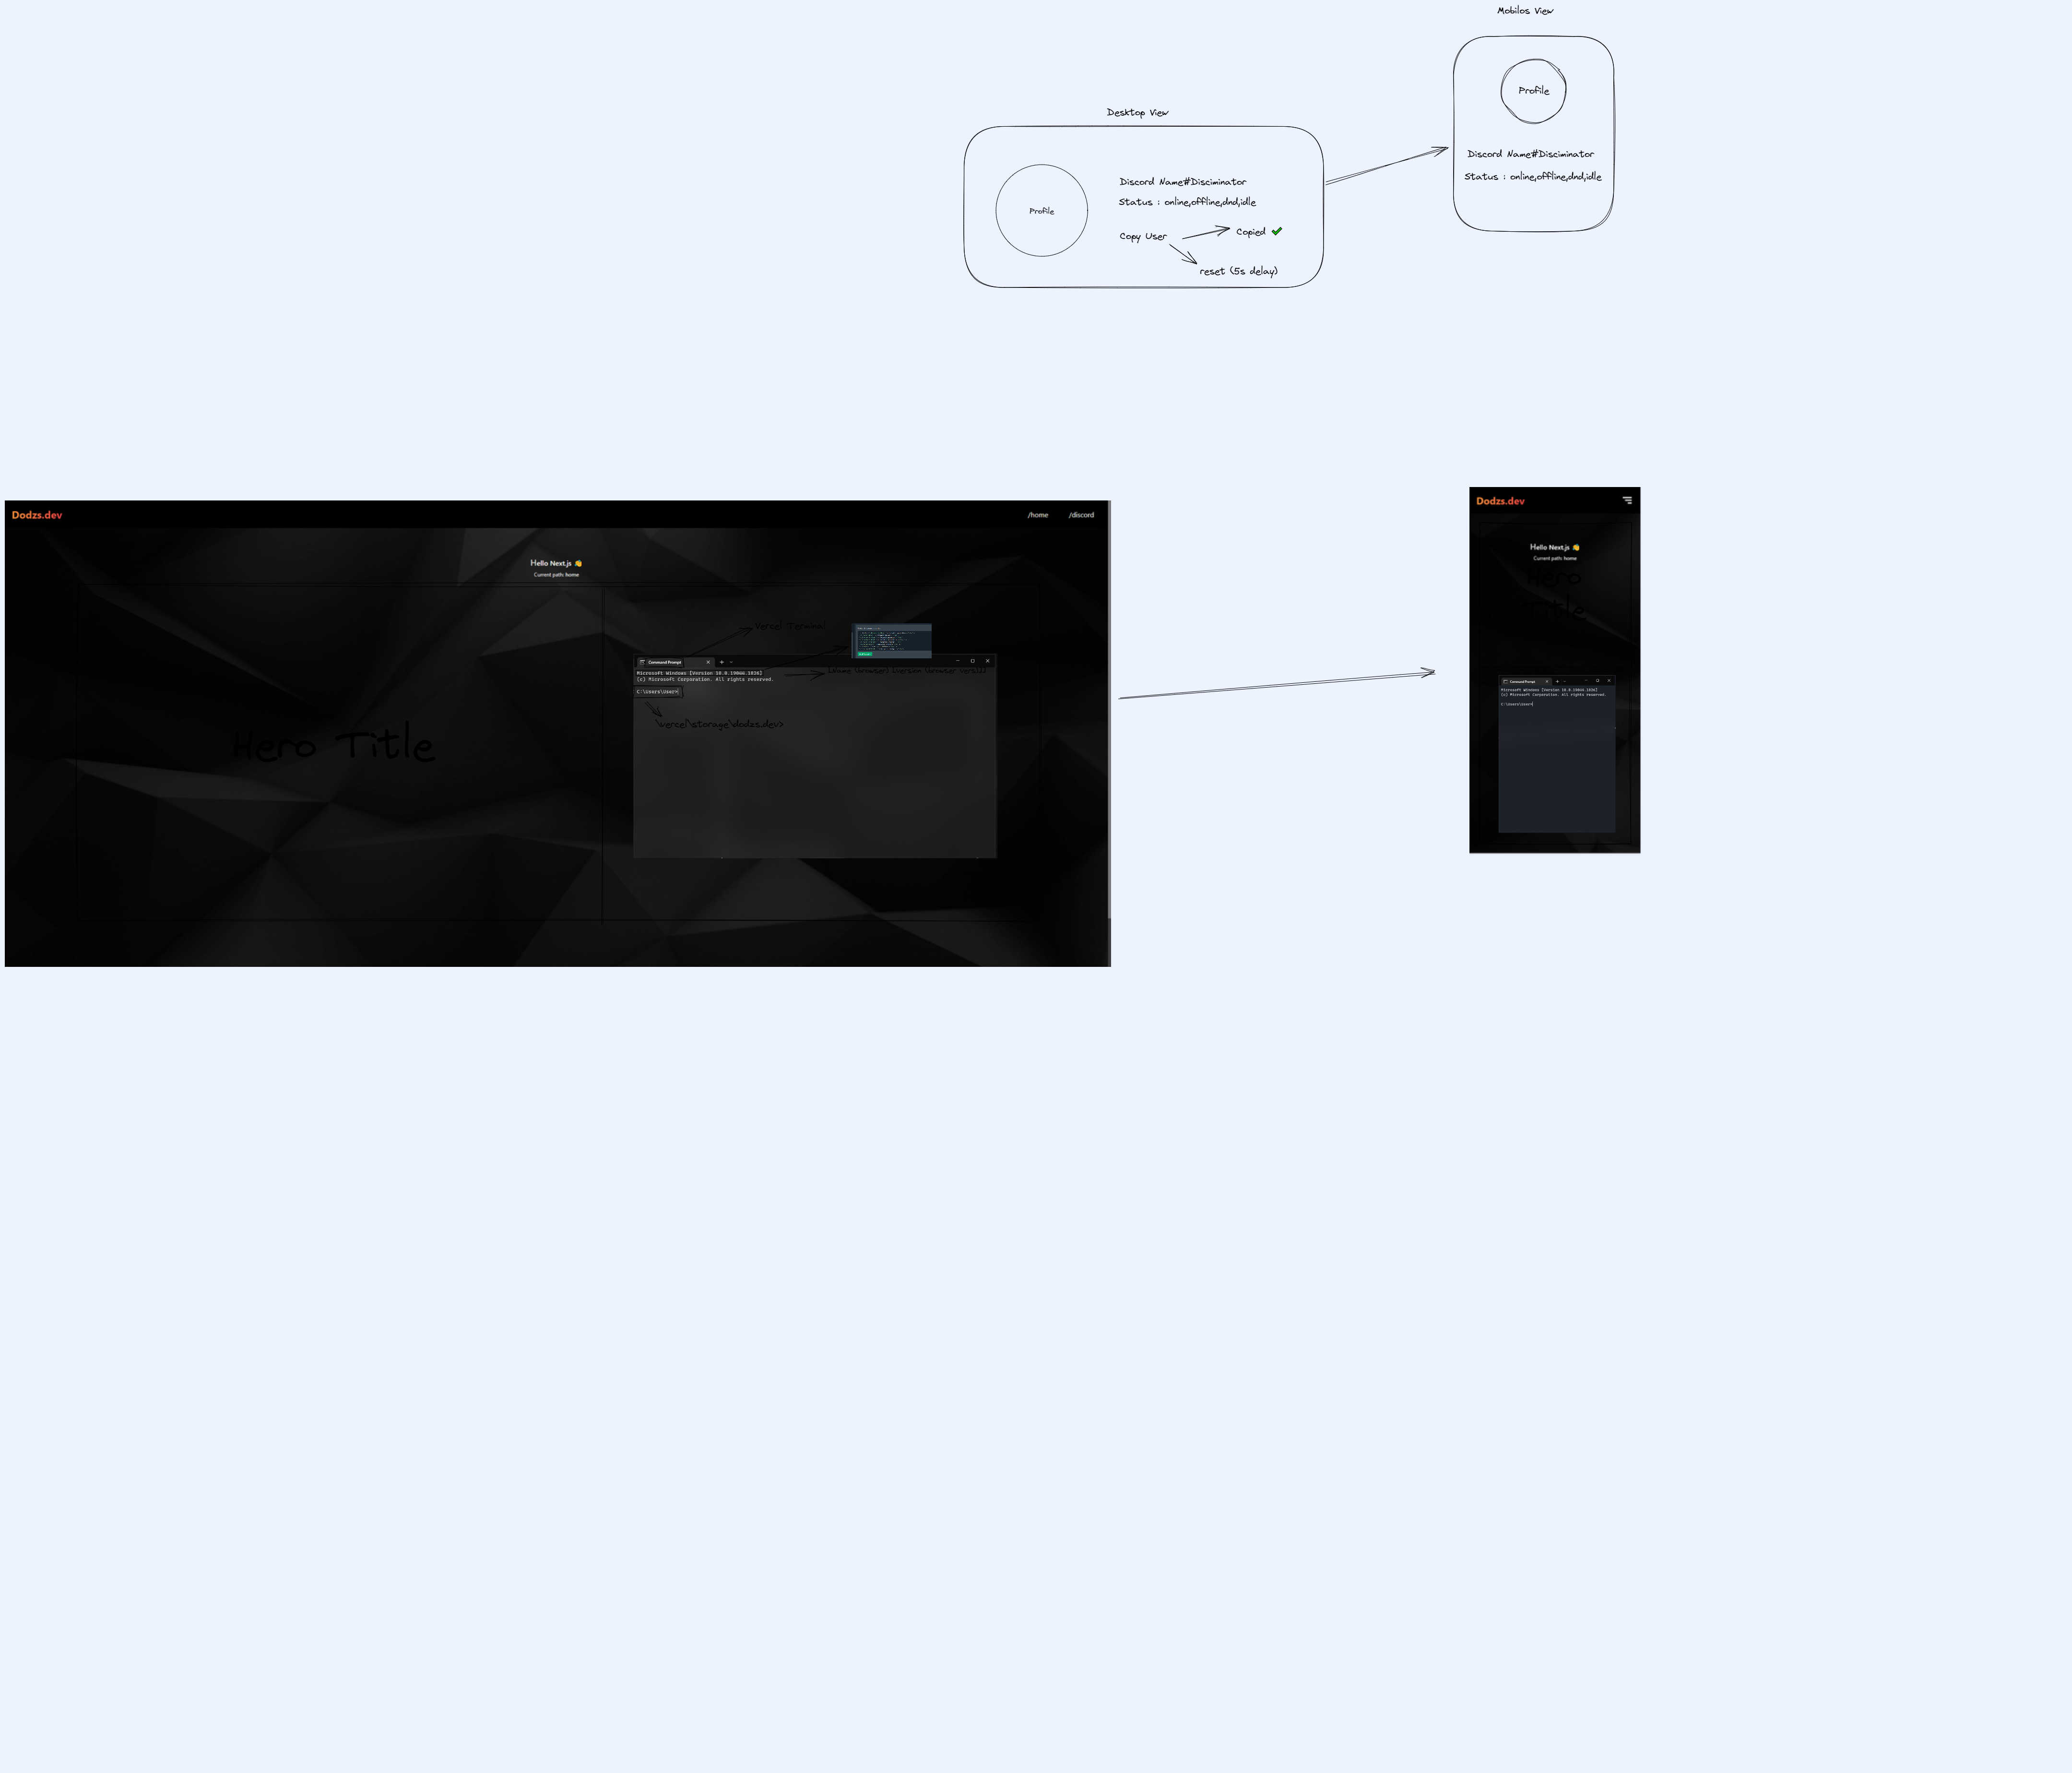 Mobilos View
Profile
Discord Name#Disciminator
Status : online,offline,dnd,idle
Desktop View
Profile
Discord Name#Disciminator
Status : online,offline,dnd,idle
Copy User
Copied ✔
reset (5s delay)
Dodzs.dev
/home
/discord
Hello Next.js 👋
Current path: home
Vercel Terminal
Command Prompt
Microsoft Windows [Version 10.0.19044.1826]
(c) Microsoft Corporation. All rights reserved.
C:\Users\User>
\vercel\storage\dodzs.dev>
Hero Title
Dodzs.dev
Hello Next.js 👋
Current path: home
Hero
Title
Command Prompt
Microsoft Windows [Version 10.0.19044.1826]
(c) Microsoft Corporation. All rights reserved.
C:\Users\User>